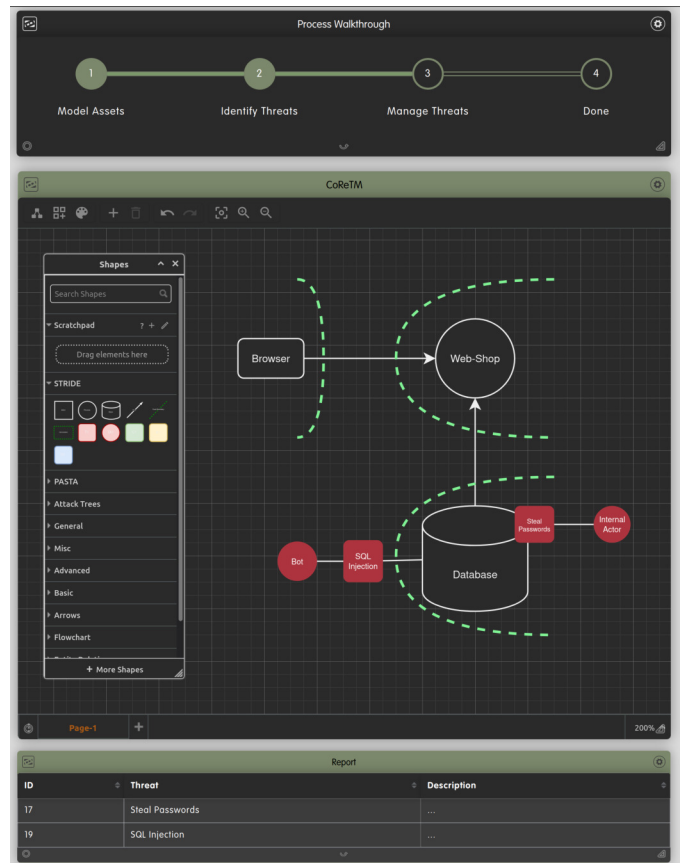 Process Walkthrough
1
2
3
4
Model Assets
Identify Threats
Manage Threats
Done
CoReTM
Shapes
Search Shapes
Scratchpad
? +
Drag elements here
STRIDE
PASTA
Attack Trees
General
Misc
Advanced
Basic
Arrows
Flowchart
+ More Shapes
Browser
Web-Shop
Steal
Passwords
Internal
Actor
Bot
SQL
Injection
Database
Page-1
200%
Report
ID
Threat
Description
17
Steal Passwords
...
19
SQL Injection
...